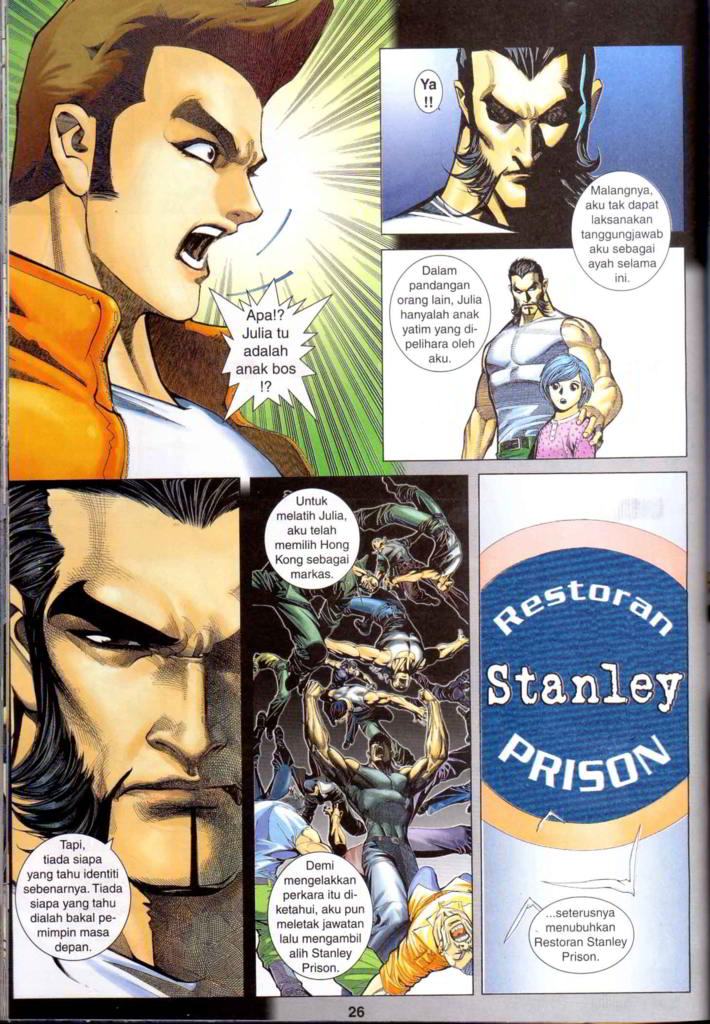 Apa!?
Julia tu
adalah
anak bos
!?
Ya
!!
Malangnya,
aku tak dapat
laksanakan
tanggungjawab
aku sebagai
ayah selama
ini.
Dalam
pandangan
orang lain, Julia
hanyalah anak
yatim yang di-
pelihara oleh
aku.
Tapi,
tiada siapa
yang tahu identiti
sebenarnya. Tiada
siapa yang tahu
dialah bakal pe-
mimpin masa
depan.
Untuk
melatih Julia,
aku telah
memilih Hong
Kong sebagai
markas.
Demi
mengelakkan
perkara itu di-
ketahui, aku pun
meletak jawatan
lalu mengambil
alih Stanley
Prison.
Restoran
Stanley
PRISON
...seterusnya
menubuhkan
Restoran Stanley
Prison.
26